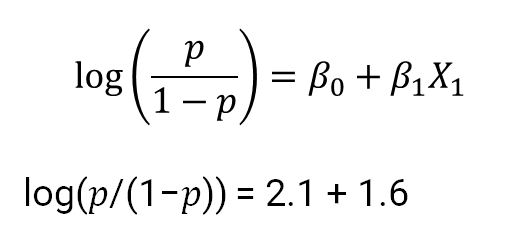 log(p/(1 − p)) = β₀ + β₁X₁
log(p/(1−p)) = 2.1 + 1.6